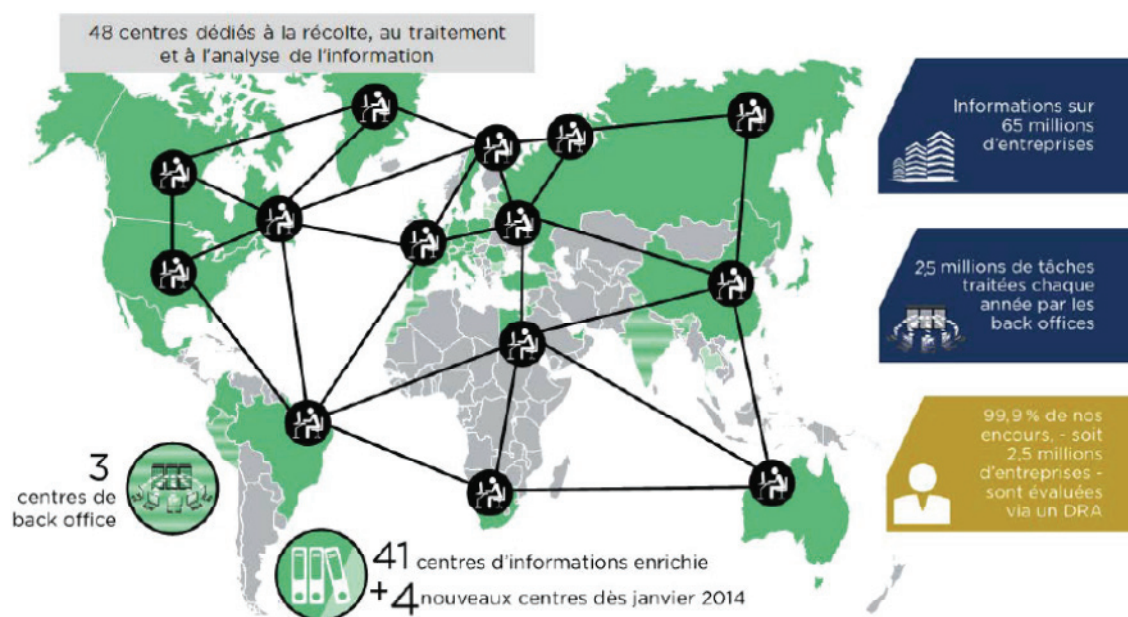 48 centres dédiés à la récolte, au traitement
et à l'analyse de l'information
Informations sur
65 millions
d'entreprises
2,5 millions de tâches
traitées chaque
année par les
back offices
99,9 % de nos
encours, - soit
2,5 millions
d'entreprises -
sont évaluées
via un DRA
3
centres de
back office
41 centres d'informations enrichie
+4 nouveaux centres dès janvier 2014